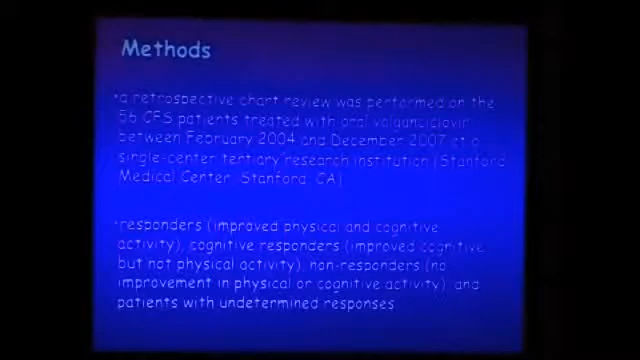 Methods
•a retrospective chart review was performed on the
56 CFS patients treated with oral valganciclovir
between February 2004 and December 2007 at a
single-center tertiary research institution (Stanford
Medical Center, Stanford, CA)
•responders (improved physical and cognitive
activity), cognitive responders (improved cognitive
but not physical activity), non-responders (no
improvement in physical or cognitive activity), and
patients with undetermined responses